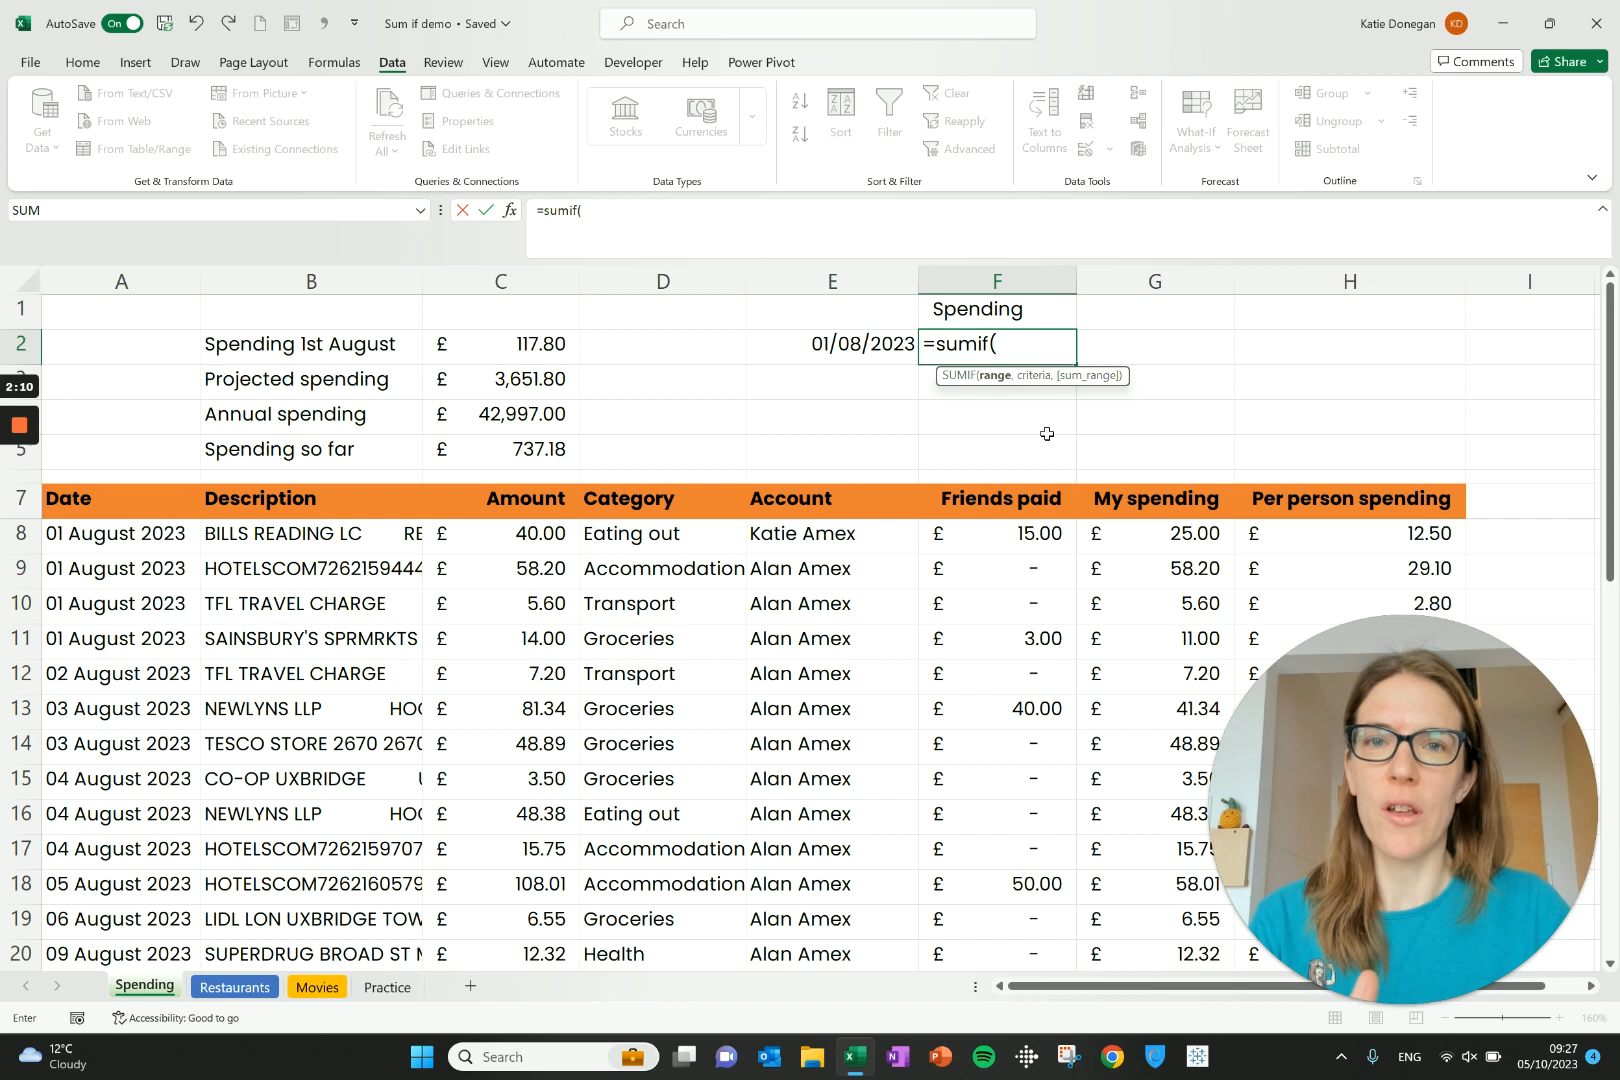 AutoSave On
Sum if demo • Saved
Search
Katie Donegan KD
File Home Insert Draw Page Layout Formulas Data Review View Automate Developer Help Power Pivot
Comments Share
Get Data
From Text/CSV
From Web
From Table/Range
From Picture
Recent Sources
Existing Connections
Get & Transform Data
Refresh All
Queries & Connections
Properties
Edit Links
Queries & Connections
Stocks Currencies
Data Types
Sort Filter
Clear
Reapply
Advanced
Sort & Filter
Text to Columns
Data Tools
What-If Analysis
Forecast Sheet
Forecast
Group
Ungroup
Subtotal
Outline
SUM fx =sumif(
A B C D E F G H I
1 Spending
2 Spending 1st August £ 117.80 01/08/2023 =sumif(
SUMIF(range, criteria, [sum_range])
Projected spending £ 3,651.80
2:10
Annual spending £ 42,997.00
5 Spending so far £ 737.18
7 Date Description Amount Category Account Friends paid My spending Per person spending
8 01 August 2023 BILLS READING LC RE £ 40.00 Eating out Katie Amex £ 15.00 £ 25.00 £ 12.50
9 01 August 2023 HOTELSCOM7262159444 £ 58.20 Accommodation Alan Amex £ - £ 58.20 £ 29.10
10 01 August 2023 TFL TRAVEL CHARGE £ 5.60 Transport Alan Amex £ - £ 5.60 £ 2.80
11 01 August 2023 SAINSBURY'S SPRMRKTS £ 14.00 Groceries Alan Amex £ 3.00 £ 11.00 £
12 02 August 2023 TFL TRAVEL CHARGE £ 7.20 Transport Alan Amex £ - £ 7.20 £
13 03 August 2023 NEWLYNS LLP HOO £ 81.34 Groceries Alan Amex £ 40.00 £ 41.34
14 03 August 2023 TESCO STORE 2670 2670 £ 48.89 Groceries Alan Amex £ - £ 48.89
15 04 August 2023 CO-OP UXBRIDGE £ 3.50 Groceries Alan Amex £ - £ 3.50
16 04 August 2023 NEWLYNS LLP HOO £ 48.38 Eating out Alan Amex £ - £ 48.3
17 04 August 2023 HOTELSCOM7262159707 £ 15.75 Accommodation Alan Amex £ - £ 15.75
18 05 August 2023 HOTELSCOM7262160579 £ 108.01 Accommodation Alan Amex £ 50.00 £ 58.01
19 06 August 2023 LIDL LON UXBRIDGE TOW £ 6.55 Groceries Alan Amex £ - £ 6.55
20 09 August 2023 SUPERDRUG BROAD ST £ 12.32 Health Alan Amex £ - £ 12.32 £
Spending Restaurants Movies Practice
Enter Accessibility: Good to go 160%
12°C
Cloudy
Search
ENG
09:27
05/10/2023
4